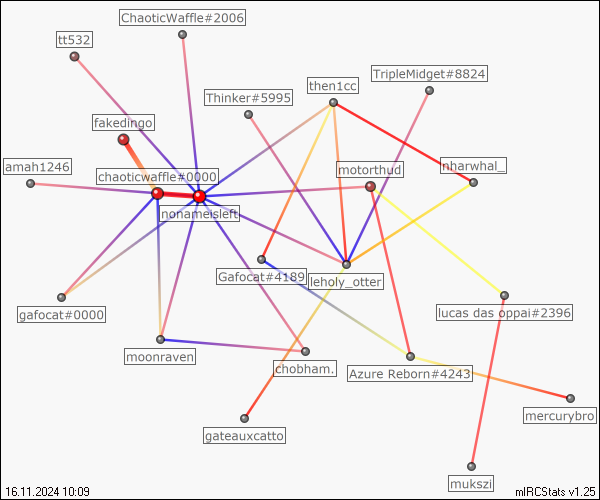 ChaoticWaffle#2006
tt532
TripleMidget#8824
then1cc
Thinker#5995
fakedingo
amah1246
nharwhal_
motorthud
chaoticwaffle#0000
nonameisleft
Gafocat#4189
leholy_otter
gafocat#0000
lucas das oppai#2396
moonraven
chobham.
Azure Reborn#4243
mercurybro
gateauxcatto
mukszi
16.11.2024 10:09
mIRCStats v1.25